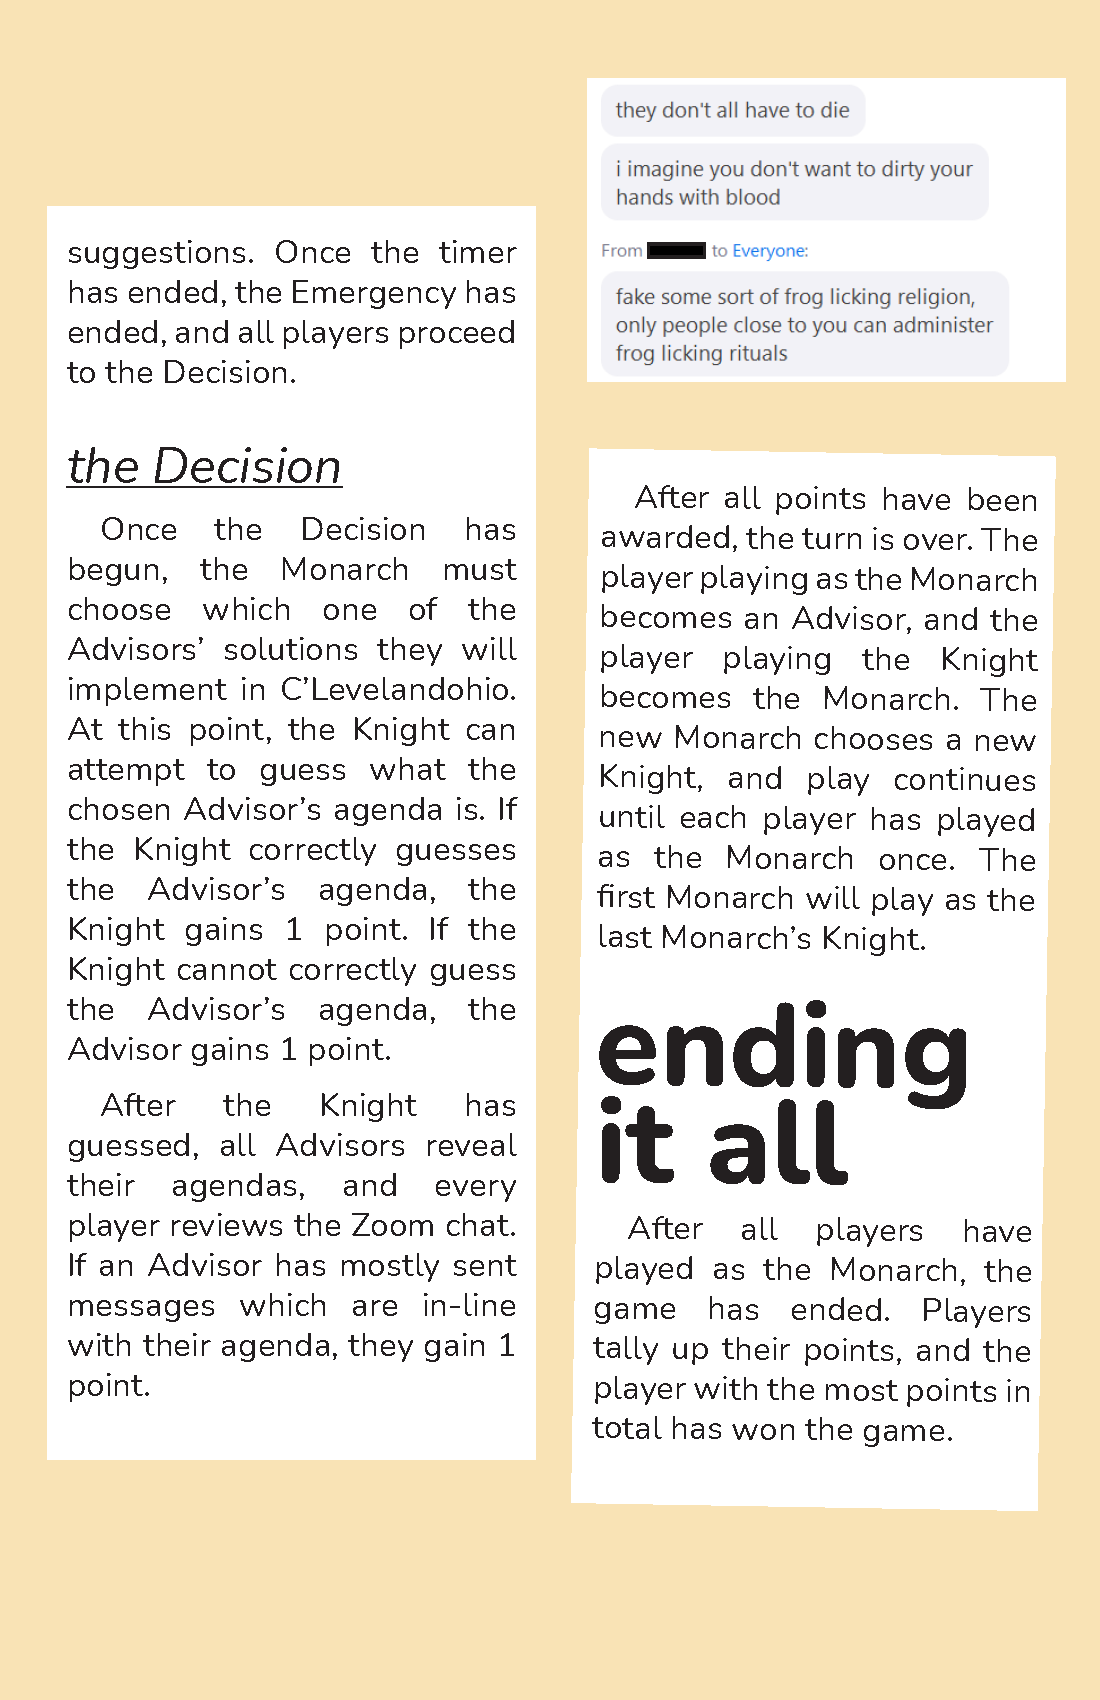 suggestions. Once the timer
has ended, the Emergency has
ended, and all players proceed
to the Decision.
the Decision
Once the Decision has
begun, the Monarch must
choose which one of the
Advisors’ solutions they will
implement in C’Levelandohio.
At this point, the Knight can
attempt to guess what the
chosen Advisor’s agenda is. If
the Knight correctly guesses
the Advisor’s agenda, the
Knight gains 1 point. If the
Knight cannot correctly guess
the Advisor’s agenda, the
Advisor gains 1 point.
After the Knight has
guessed, all Advisors reveal
their agendas, and every
player reviews the Zoom chat.
If an Advisor has mostly sent
messages which are in-line
with their agenda, they gain 1
point.
they don't all have to die
i imagine you don't want to dirty your
hands with blood
From to Everyone:
fake some sort of frog licking religion,
only people close to you can administer
frog licking rituals
After all points have been
awarded, the turn is over. The
player playing as the Monarch
becomes an Advisor, and the
player playing the Knight
becomes the Monarch. The
new Monarch chooses a new
Knight, and play continues
until each player has played
as the Monarch once. The
first Monarch will play as the
last Monarch’s Knight.
ending
it all
After all players have
played as the Monarch, the
game has ended. Players
tally up their points, and the
player with the most points in
total has won the game.